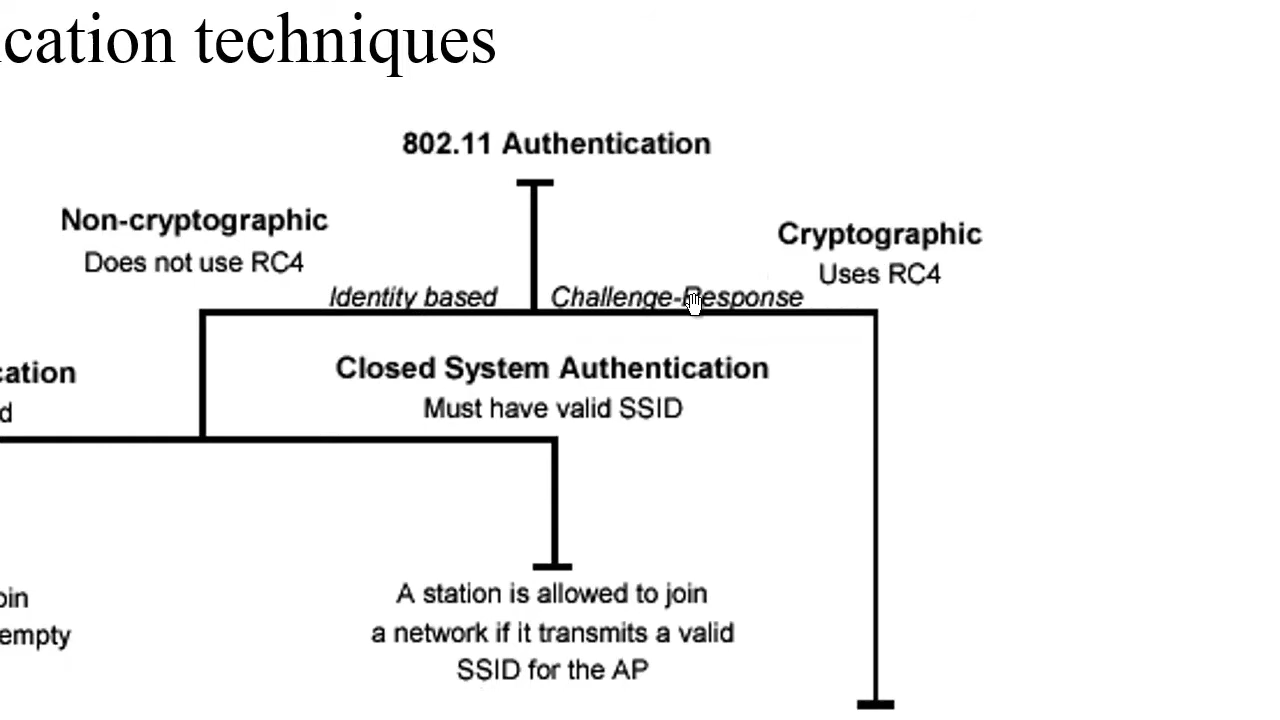 ication techniques
802.11 Authentication
Non-cryptographic
Does not use RC4
Cryptographic
Uses RC4
Identity based
Challenge-Response
cation
d
Closed System Authentication
Must have valid SSID
oin
empty
A station is allowed to join
a network if it transmits a valid
SSID for the AP